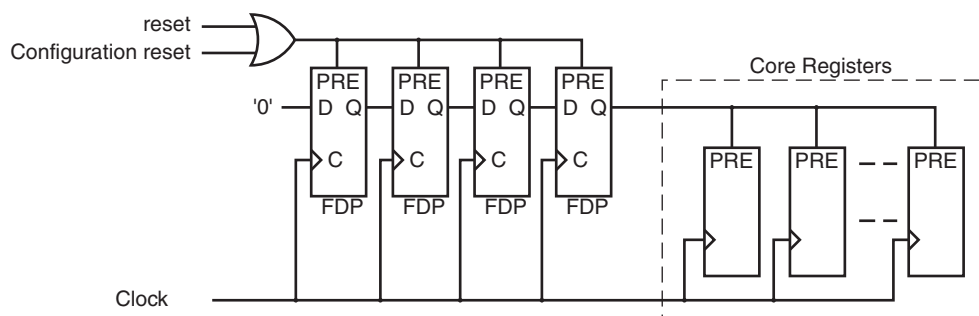 reset
Configuration reset
Core Registers
PRE PRE PRE PRE
'0' D Q D Q D Q D Q
PRE PRE PRE
C C C C
FDP FDP FDP FDP
Clock